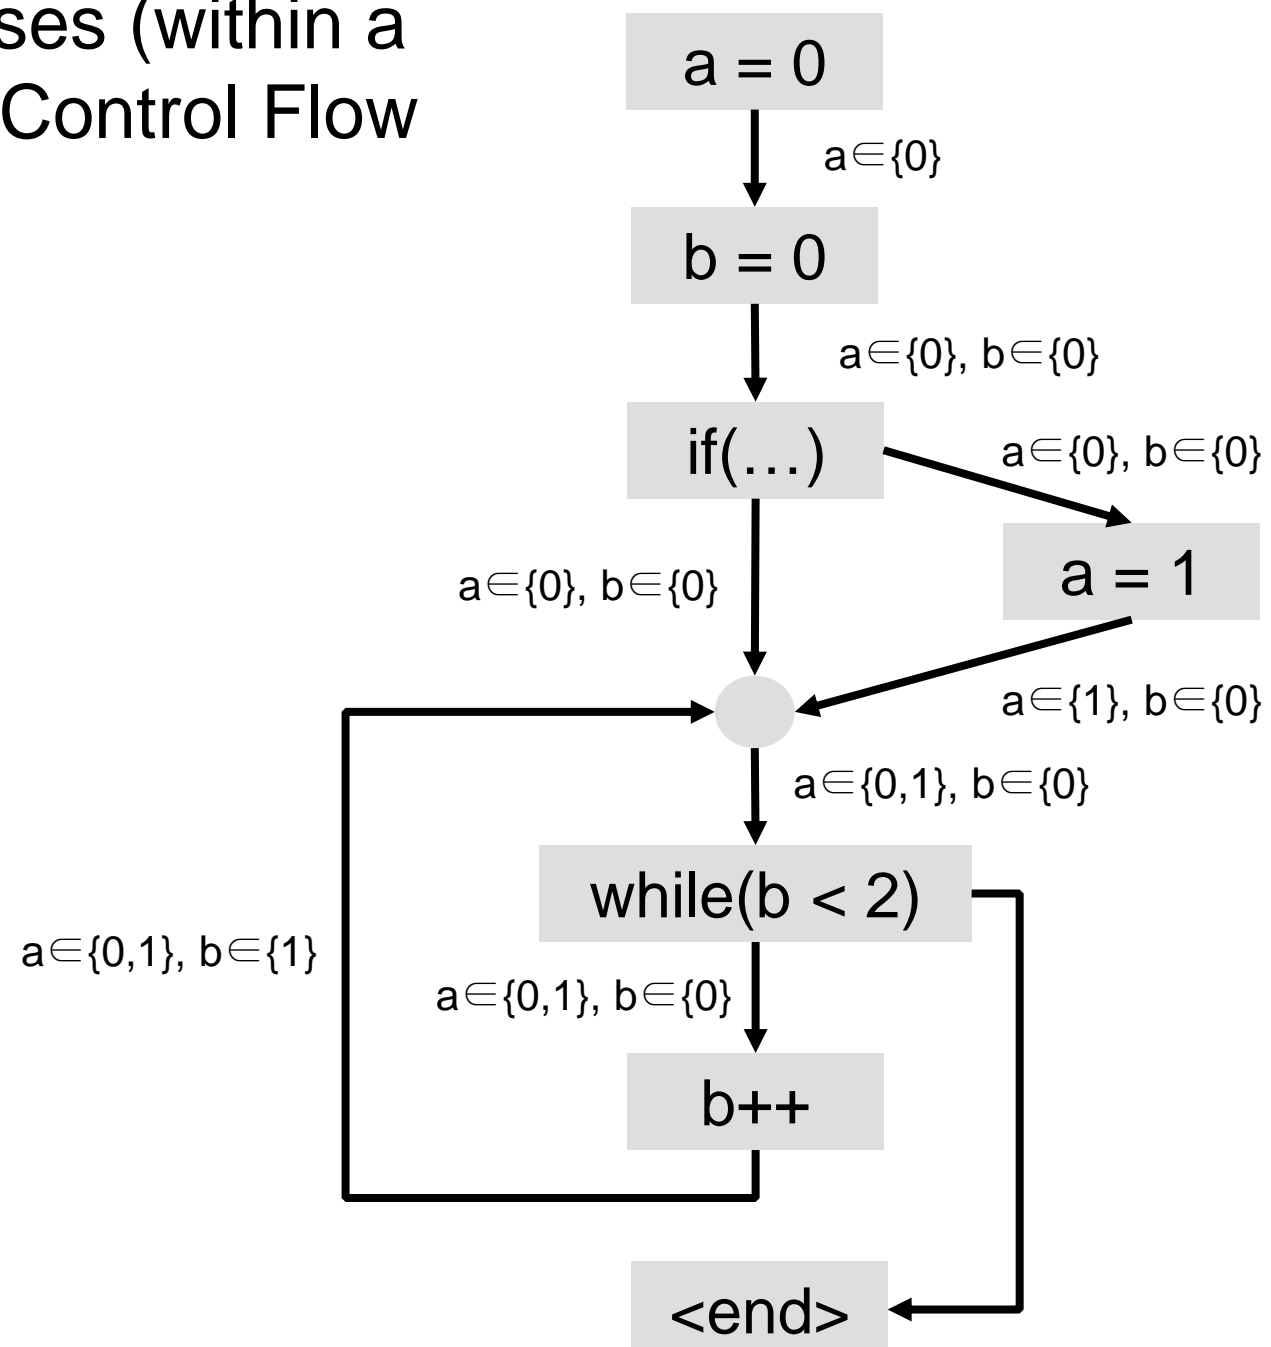 (within a
Control Flow
a = 0
a∈{0}
b = 0
a∈{0}, b∈{0}
if(…)
a∈{0}, b∈{0}
a∈{0}, b∈{0}
a = 1
a∈{1}, b∈{0}
a∈{0,1}, b∈{0}
while(b < 2)
a∈{0,1}, b∈{1}
a∈{0,1}, b∈{0}
b++
<end>